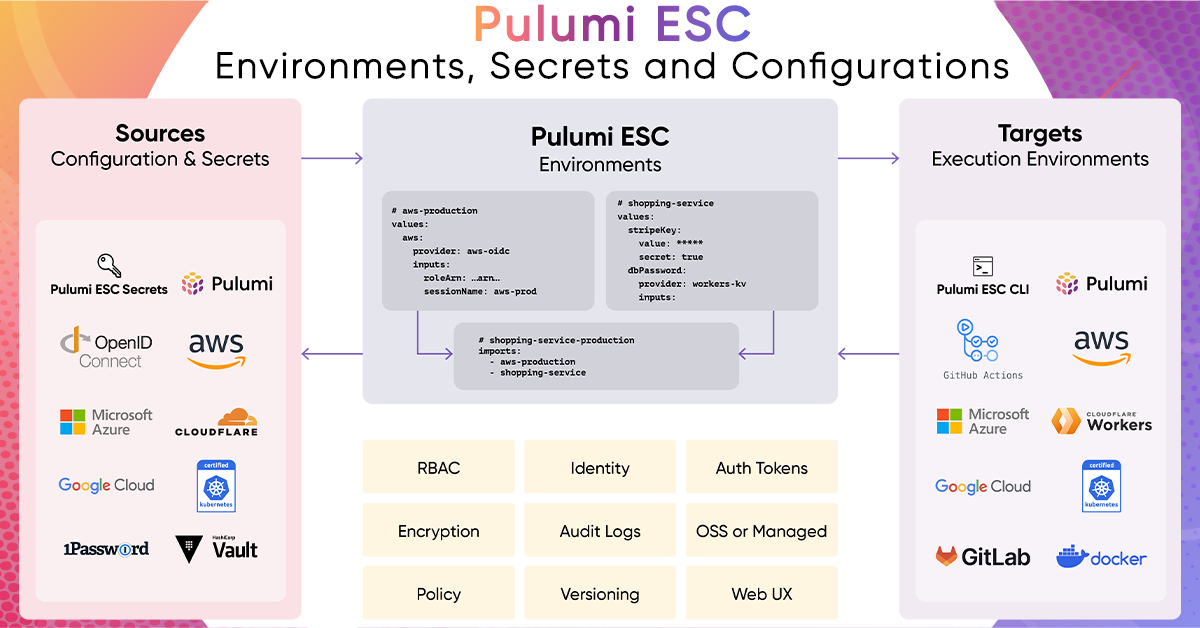 Pulumi ESC
Environments, Secrets and Configurations
Sources
Configuration & Secrets
Pulumi ESC Secrets
Pulumi
OpenID
Connect
aws
Microsoft
Azure
CLOUDFLARE
Google Cloud
certified
kubernetes
1Password
HashiCorp
Vault
Pulumi ESC
Environments
# aws-production
values:
  aws:
    provider: aws-oidc
    inputs:
      roleArn: …arn…
      sessionName: aws-prod
# shopping-service
values:
  stripeKey:
    value: *****
    secret: true
  dbPassword:
    provider: workers-kv
    inputs:
# shopping-service-production
imports:
  - aws-production
  - shopping-service
RBAC
Identity
Auth Tokens
Encryption
Audit Logs
OSS or Managed
Policy
Versioning
Web UX
Targets
Execution Environments
Pulumi ESC CLI
Pulumi
GitHub Actions
aws
Microsoft
Azure
CLOUDFLARE
Workers
Google Cloud
certified
kubernetes
GitLab
docker